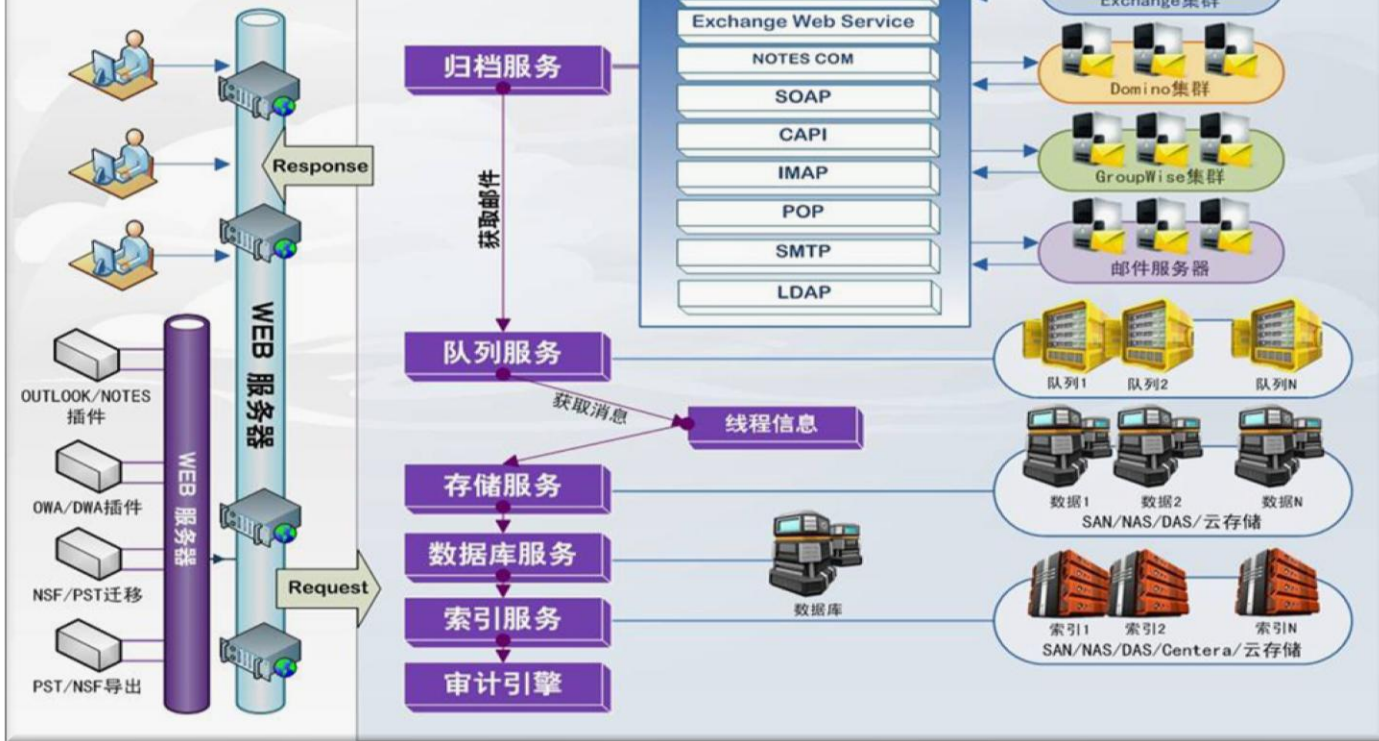 Exchange集群
Exchange Web Service
归档服务
NOTES COM
Domino集群
SOAP
CAPI
Response
IMAP
GroupWise集群
获取邮件
POP
SMTP
邮件服务器
LDAP
WEB 服务器
队列服务
队列1
队列2
队列N
OUTLOOK/NOTES
插件
获取消息
线程信息
WEB 服务器
存储服务
数据1
数据2
数据N
OWA/DWA插件
SAN/NAS/DAS/云存储
数据库服务
Request
NSF/PST迁移
数据库
索引服务
索引1
索引2
索引N
SAN/NAS/DAS/Centera/云存储
PST/NSF导出
审计引擎